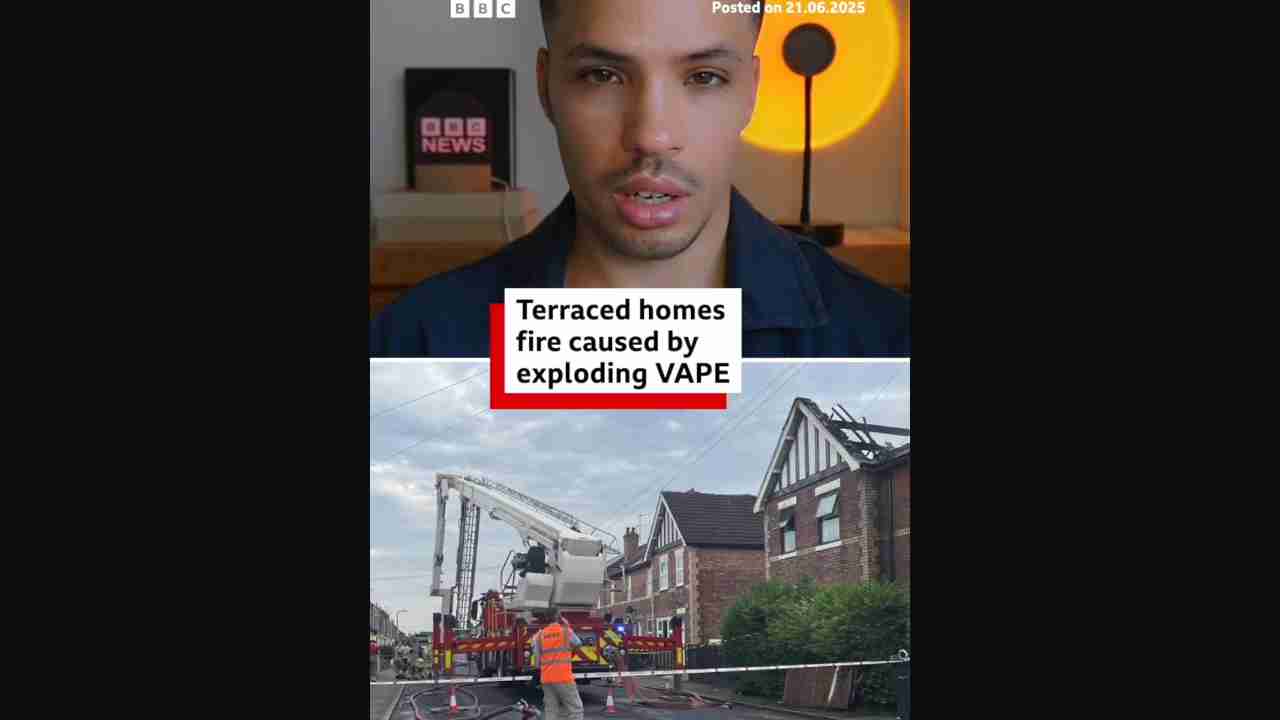 BBC
Posted on 21.06.2025
BBC
NEWS
Terraced homes
fire caused by
exploding VAPE